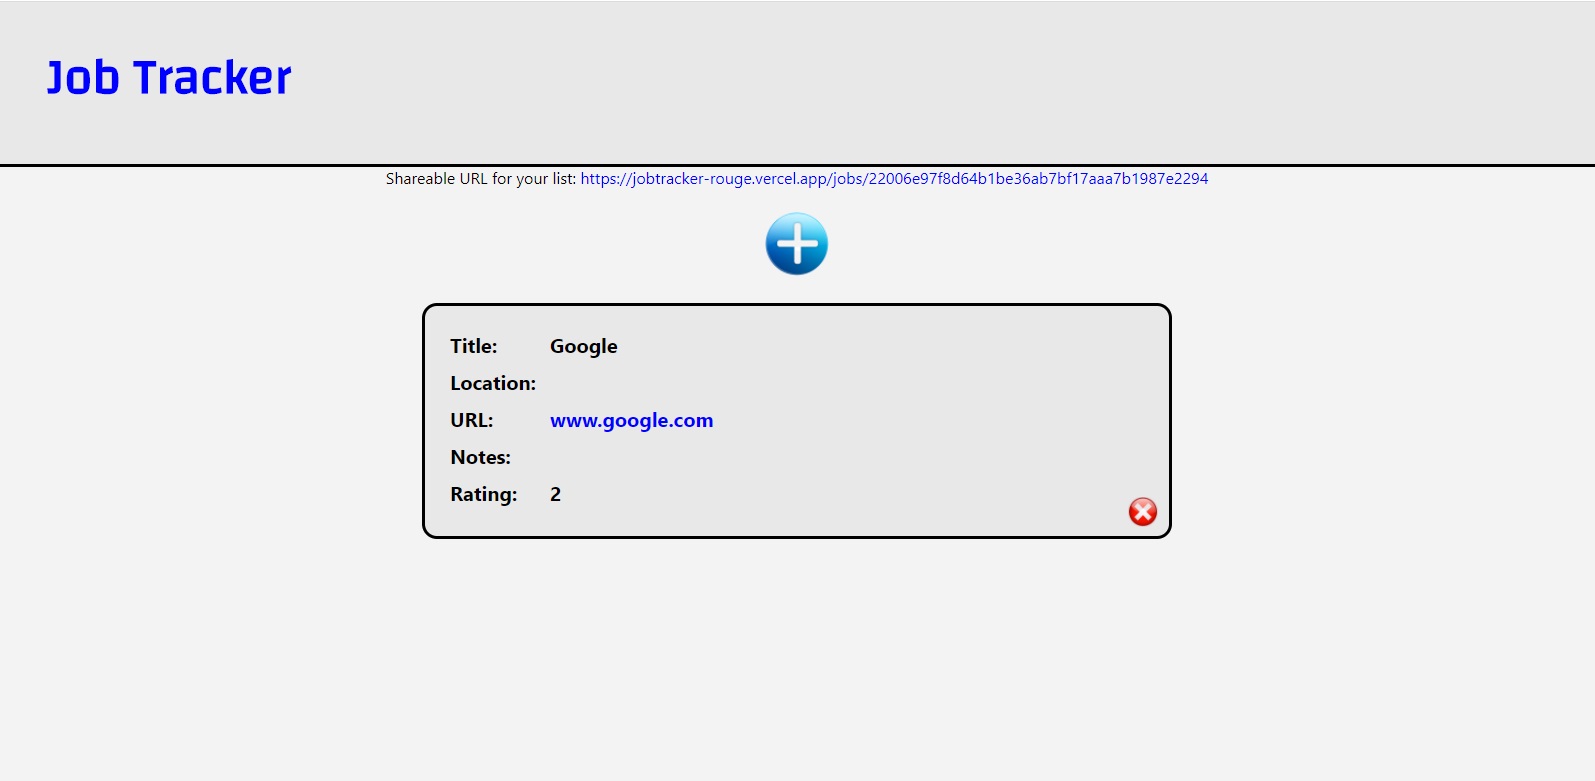 Job Tracker
Shareable URL for your list: https://jobtracker-rouge.vercel.app/jobs/22006e97f8d64b1be36ab7bf17aaa7b1987e2294
Title: Google
Location:
URL: www.google.com
Notes:
Rating: 2